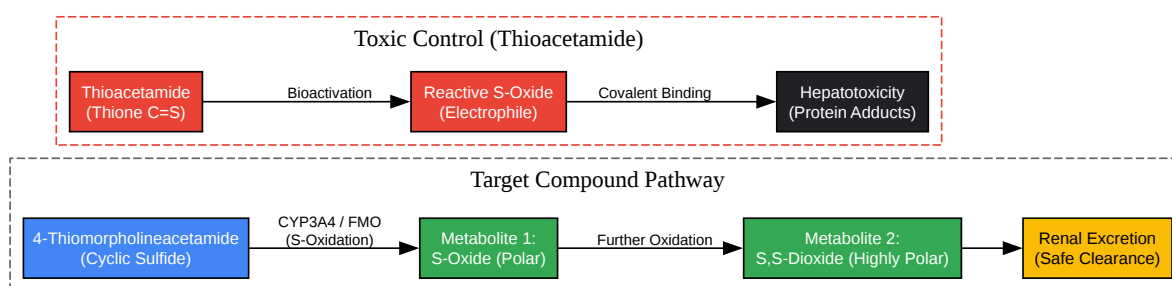 Toxic Control (Thioacetamide)
Thioacetamide
(Thione C=S)
Bioactivation
Reactive S-Oxide
(Electrophile)
Covalent Binding
Hepatotoxicity
(Protein Adducts)
Target Compound Pathway
4-Thiomorpholineacetamide
(Cyclic Sulfide)
CYP3A4 / FMO
(S-Oxidation)
Metabolite 1:
S-Oxide (Polar)
Further Oxidation
Metabolite 2:
S,S-Dioxide (Highly Polar)
Renal Excretion
(Safe Clearance)